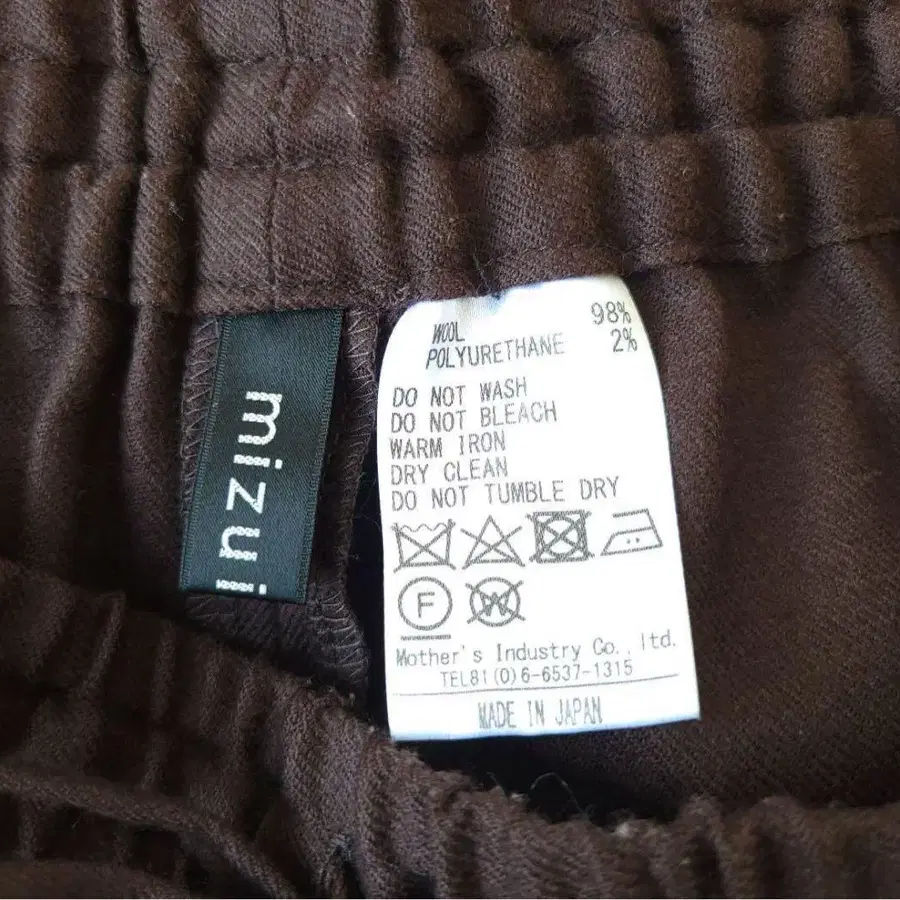 mizuiro
WOOL 98%
POLYURETHANE 2%
DO NOT WASH
DO NOT BLEACH
WARM IRON
DRY CLEAN
DO NOT TUMBLE DRY
F W
Mother's Industry Co., ltd.
TEL81(0)6-6537-1315
MADE IN JAPAN